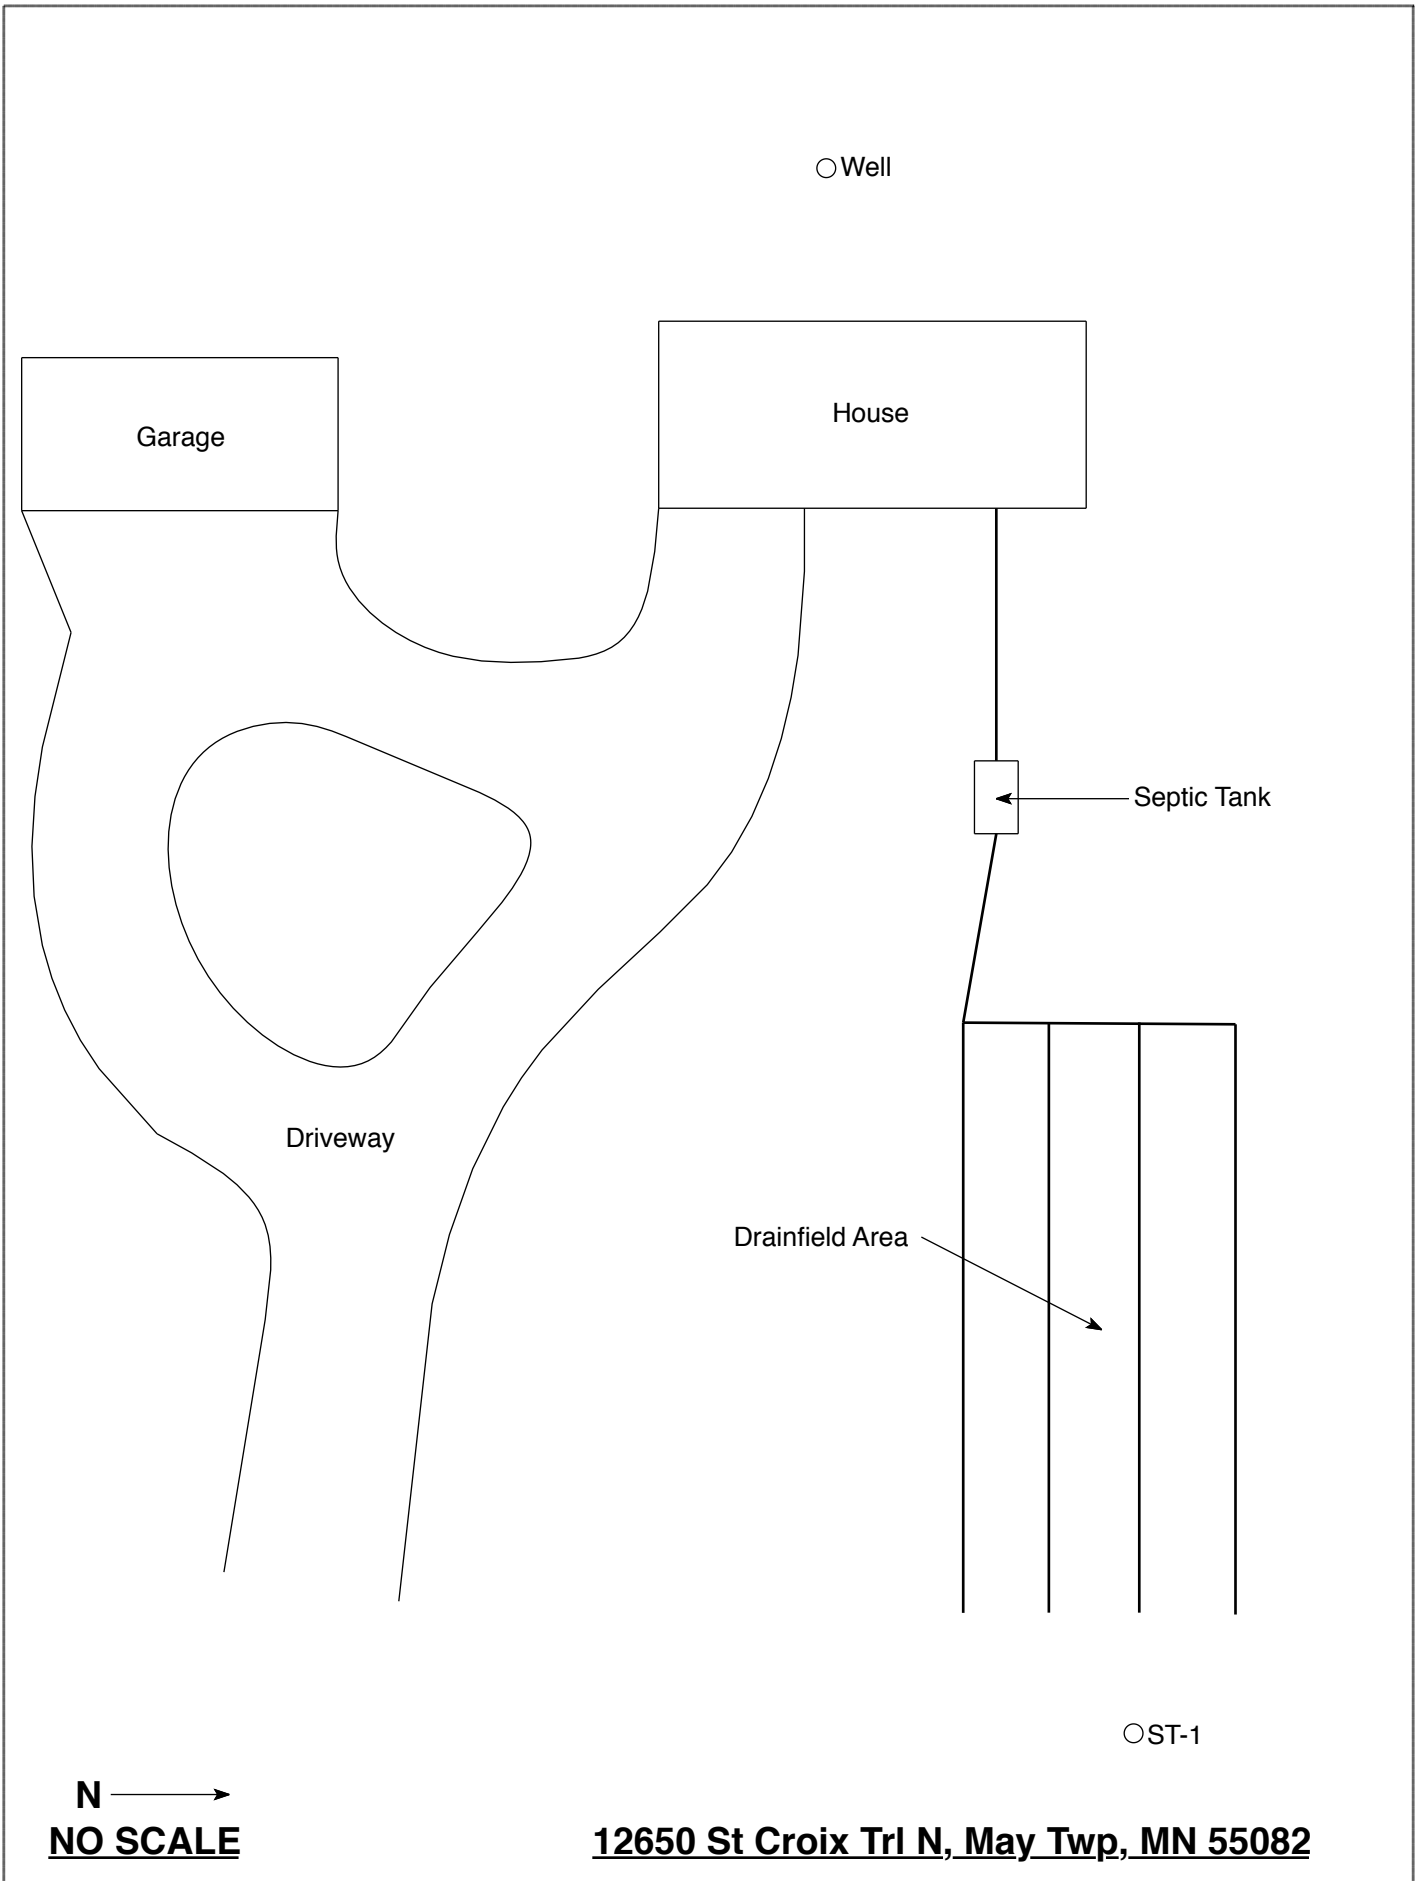 Well
House
Garage
Septic Tank
Driveway
Drainfield Area
ST-1
N
NO SCALE
12650 St Croix Trl N, May Twp, MN 55082